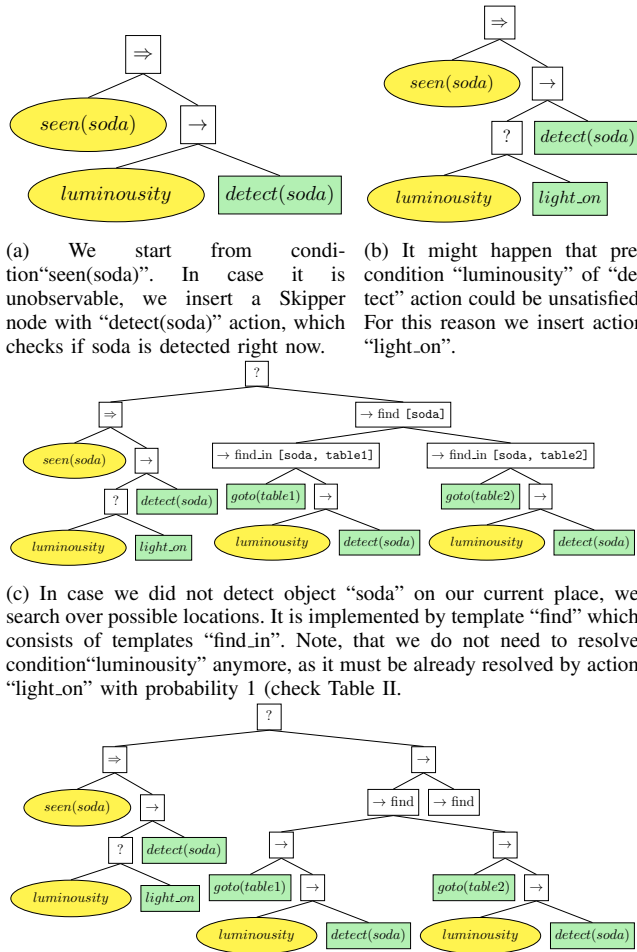 ⇒
⇒
seen(soda)
→
seen(soda)
→
?
detect(soda)
luminousity
detect(soda)
luminousity
light_on
(a) We start from condi-
tion“seen(soda)”. In case it is
unobservable, we insert a Skipper
node with “detect(soda)” action, which
checks if soda is detected right now.
(b) It might happen that pre
condition “luminousity” of “de
tect” action could be unsatisfied
For this reason we insert action
“light_on”.
?
⇒
→ find [soda]
seen(soda)
→
→ find_in [soda, table1]
→ find_in [soda, table2]
?
detect(soda)
goto(table1)
→
goto(table2)
→
luminousity
light_on
luminousity
detect(soda)
luminousity
detect(soda)
(c) In case we did not detect object “soda” on our current place, we
search over possible locations. It is implemented by template “find” which
consists of templates “find_in”. Note, that we do not need to resolve
condition“luminousity” anymore, as it must be already resolved by action
“light_on” with probability 1 (check Table II.
?
⇒
→
seen(soda)
→
→ find
→ find
?
detect(soda)
→
→
luminousity
light_on
goto(table1)
→
goto(table2)
→
luminousity
detect(soda)
luminousity
detect(soda)